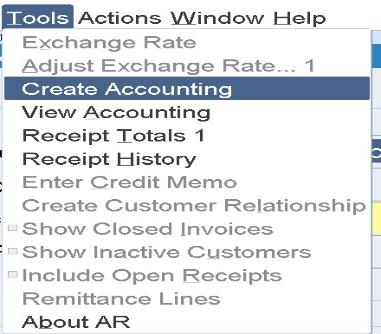 Tools Actions Window Help
Exchange Rate
Adjust Exchange Rate... 1
Create Accounting
View Accounting
Receipt Totals 1
Receipt History
Enter Credit Memo
Create Customer Relationship
Show Closed Invoices
Show Inactive Customers
Include Open Receipts
Remittance Lines
About AR